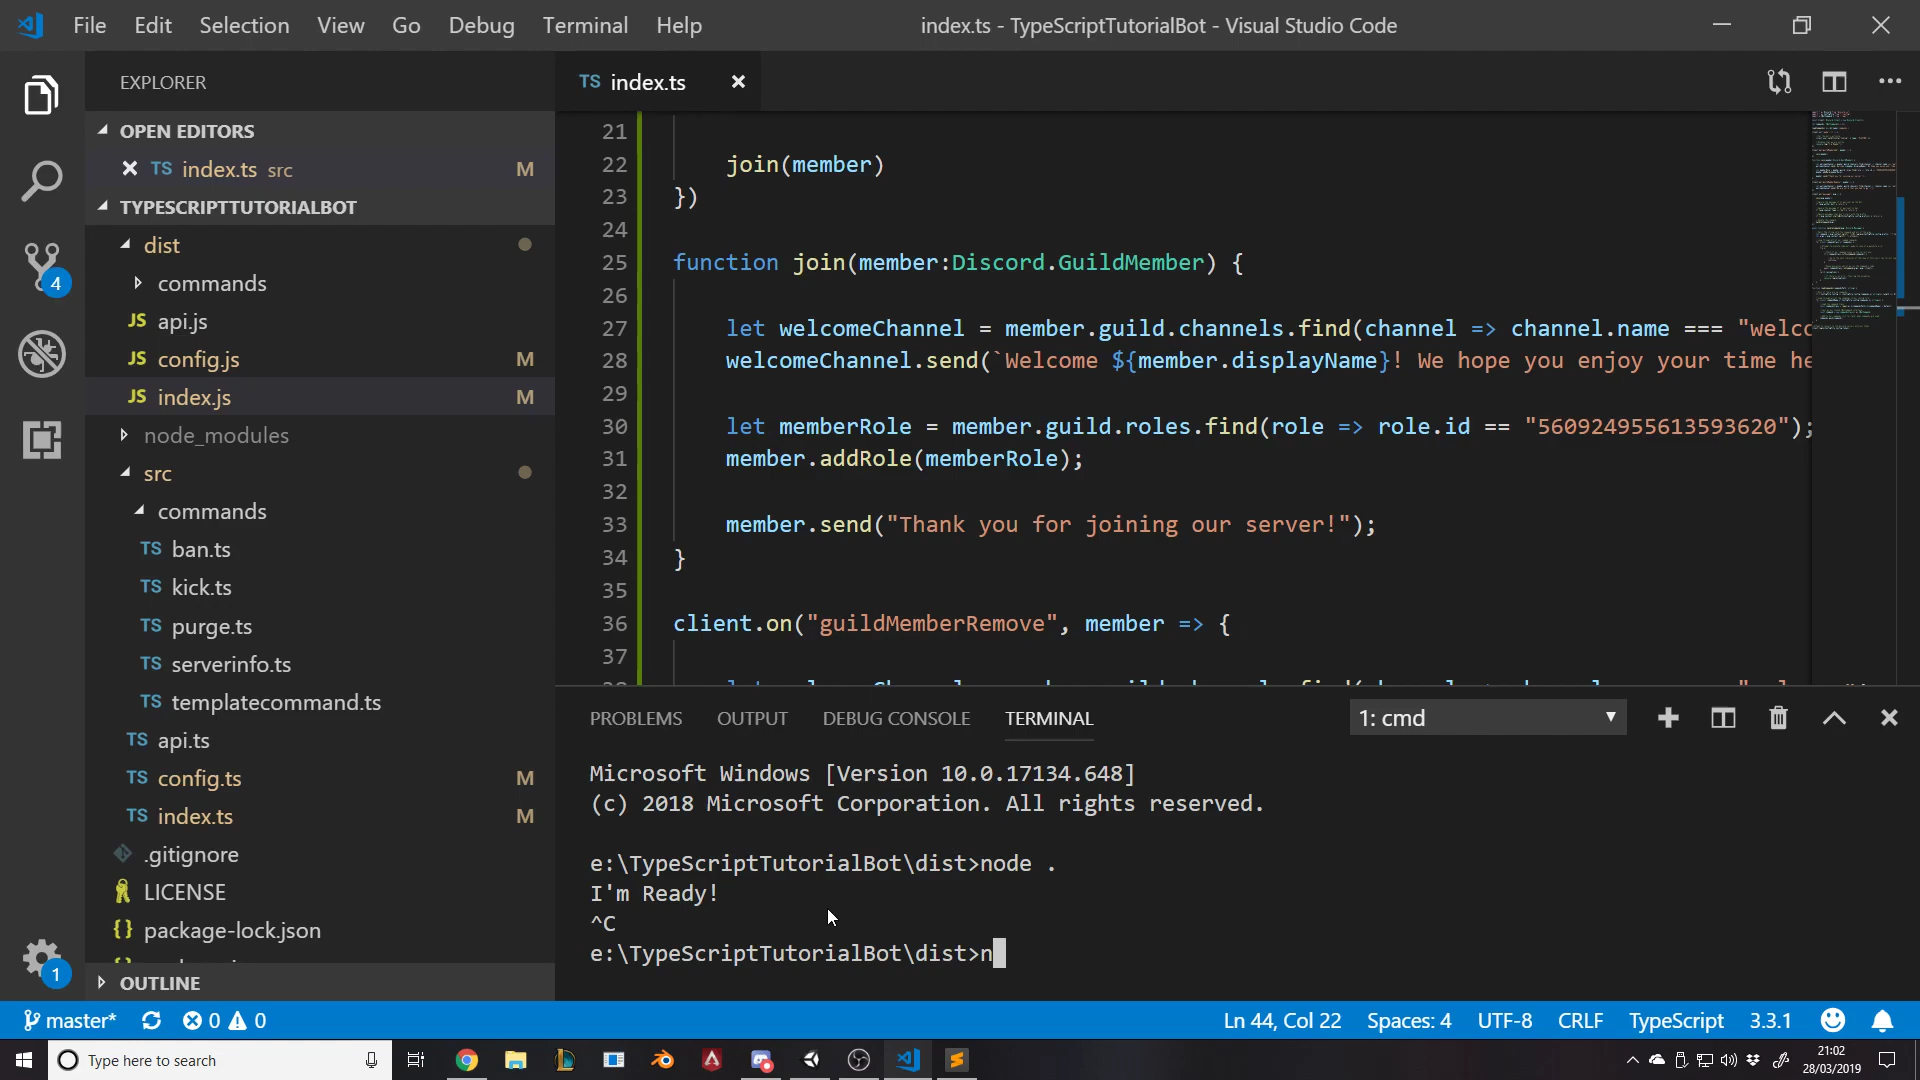 File Edit Selection View Go Debug Terminal Help
index.ts - TypeScriptTutorialBot - Visual Studio Code
EXPLORER
OPEN EDITORS
TS index.ts src M
TYPESCRIPTTUTORIALBOT
dist
commands
JS api.js
JS config.js M
JS index.js M
node_modules
src
commands
TS ban.ts
TS kick.ts
TS purge.ts
TS serverinfo.ts
TS templatecommand.ts
TS api.ts
TS config.ts M
TS index.ts M
.gitignore
LICENSE
{} package-lock.json
OUTLINE
4
1
TS index.ts
21
22 join(member)
23 })
24
25 function join(member:Discord.GuildMember) {
26
27 let welcomeChannel = member.guild.channels.find(channel => channel.name === "welc
28 welcomeChannel.send(`Welcome ${member.displayName}! We hope you enjoy your time he
29
30 let memberRole = member.guild.roles.find(role => role.id == "560924955613593620");
31 member.addRole(memberRole);
32
33 member.send("Thank you for joining our server!");
34 }
35
36 client.on("guildMemberRemove", member => {
37
PROBLEMS OUTPUT DEBUG CONSOLE TERMINAL
1: cmd
Microsoft Windows [Version 10.0.17134.648]
(c) 2018 Microsoft Corporation. All rights reserved.
e:\TypeScriptTutorialBot\dist>node .
I'm Ready!
^C
e:\TypeScriptTutorialBot\dist>n
master* 0 0
Ln 44, Col 22 Spaces: 4 UTF-8 CRLF TypeScript 3.3.1
Type here to search
21:02
28/03/2019